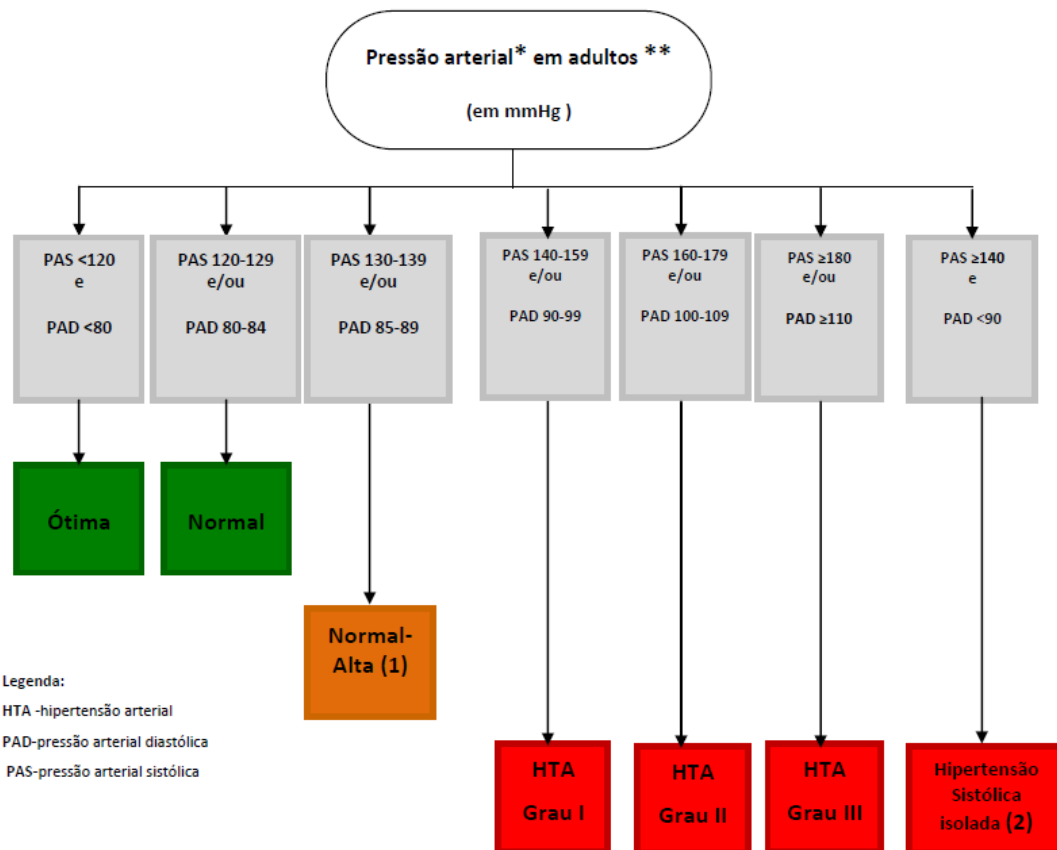 Pressão arterial* em adultos **
(em mmHg )
PAS <120
e
PAD <80
PAS 120-129
e/ou
PAD 80-84
PAS 130-139
e/ou
PAD 85-89
PAS 140-159
e/ou
PAD 90-99
PAS 160-179
e/ou
PAD 100-109
PAS ≥180
e/ou
PAD ≥110
PAS ≥140
e
PAD <90
Ótima
Normal
Normal-
Alta (1)
Legenda:
HTA -hipertensão arterial
PAD-pressão arterial diastólica
PAS-pressão arterial sistólica
HTA
Grau I
HTA
Grau II
HTA
Grau III
Hipertensão
Sistólica
isolada (2)